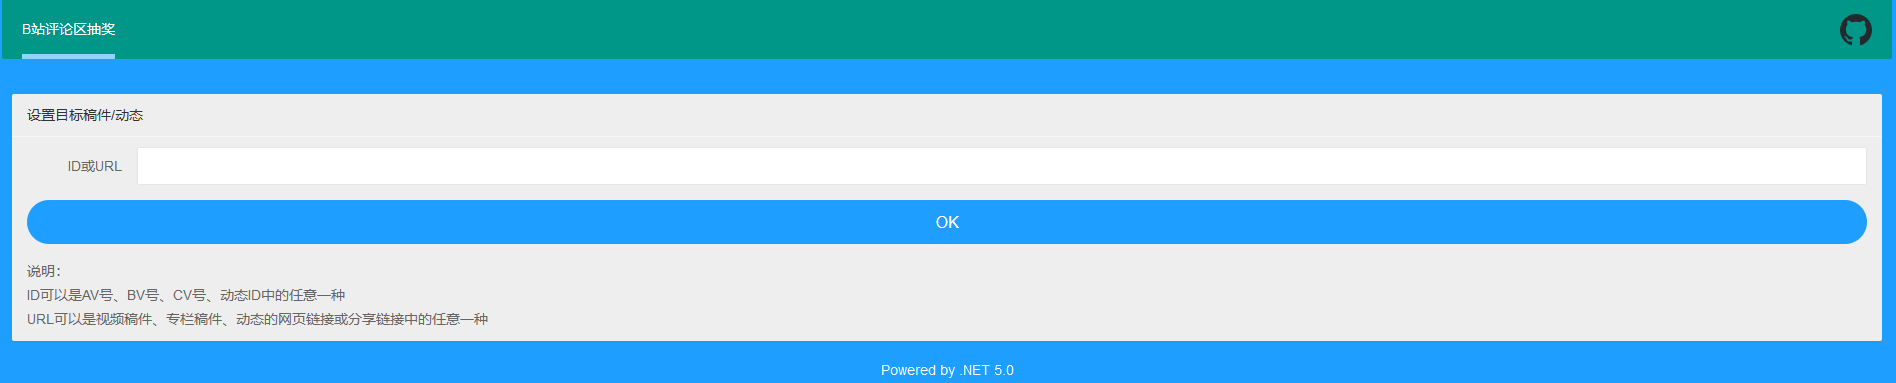 B站评论区抽奖
设置目标稿件/动态
ID或URL
OK
说明：
ID可以是AV号、BV号、CV号、动态ID中的任意一种
URL可以是视频稿件、专栏稿件、动态的网页链接或分享链接中的任意一种
Powered by .NET 5.0